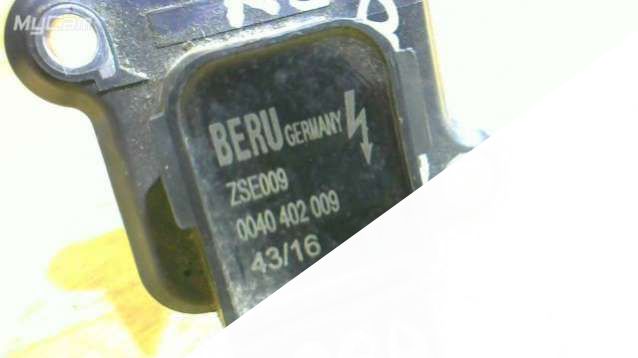 MyCar
BERU GERMANY
ZSE009
0040 402 009
43/16